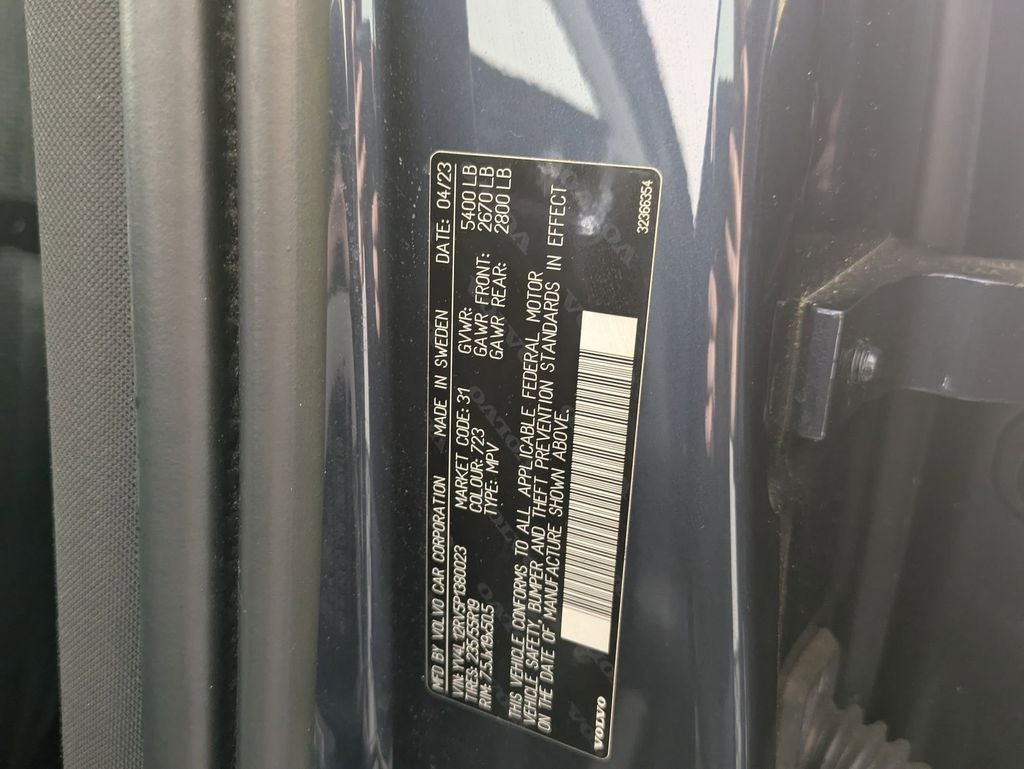 MFD BY VOLVO CAR CORPORATION MADE IN SWEDEN DATE: 04/23
VIN: YV4L12RV5P1380023 MARKET CODE: 31 GVWR: 5400 LB
TIRES: 235/55R19 COLOUR: 723 GAWR FRONT: 2670 LB
RIM: 7.5Jx19x50.5 TYPE: MPV GAWR REAR: 2800 LB
THIS VEHICLE CONFORMS TO ALL APPLICABLE FEDERAL MOTOR
VEHICLE SAFETY, BUMPER AND THEFT PREVENTION STANDARDS IN EFFECT
ON THE DATE OF MANUFACTURE SHOWN ABOVE.
VOLVO 32366354